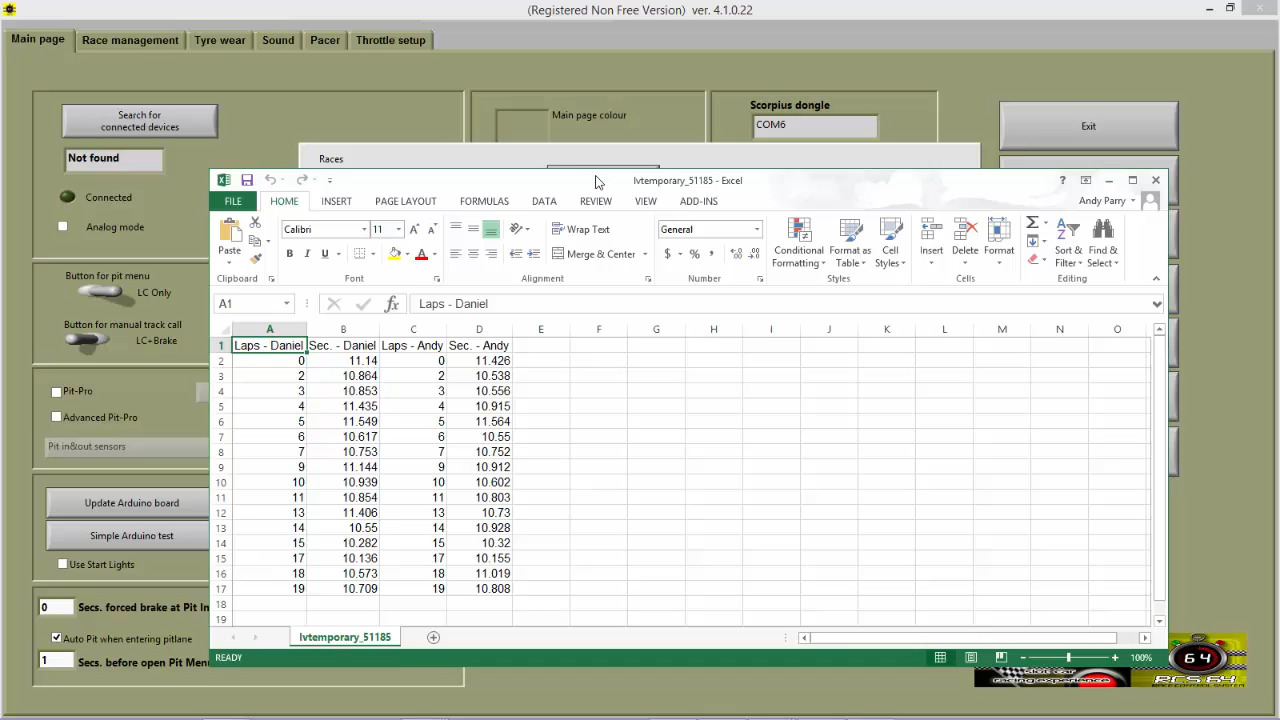 (Registered Non Free Version) ver. 4.1.0.22
Main page Race management Tyre wear Sound Pacer Throttle setup
Search for
connected devices
Not found
Connected
Analog mode
Main page colour
Scorpius dongle
COM6
Exit
Races
Button for pit menu
LC Only
Button for manual track call
LC+Brake
Pit-Pro
Advanced Pit-Pro
Pit in&out sensors
Update Arduino board
Simple Arduino test
Use Start Lights
0 Secs. forced brake at Pit In
Auto Pit when entering pitlane
1 Secs. before open Pit Menu
lvtemporary_51185 - Excel
FILE HOME INSERT PAGE LAYOUT FORMULAS DATA REVIEW VIEW ADD-INS Andy Parry
Paste
Clipboard
Calibri 11
B I U
Font
Wrap Text
Merge & Center
Alignment
General
$ % ,
Number
Conditional
Formatting
Format as
Table
Cell
Styles
Styles
Insert Delete Format
Cells
Sort &
Filter
Find &
Select
Editing
A1 fx Laps - Daniel
A B C D E F G H I J K L M N O
1 Laps - Daniel Sec. - Daniel Laps - Andy Sec. - Andy
2 0 11.14 0 11.426
3 2 10.864 2 10.538
4 3 10.853 3 10.556
5 4 11.435 4 10.915
6 5 11.549 5 11.564
7 6 10.617 6 10.55
8 7 10.753 7 10.752
9 9 11.144 9 10.912
10 10 10.939 10 10.602
11 11 10.854 11 10.803
12 13 11.406 13 10.73
13 14 10.55 14 10.928
14 15 10.282 15 10.32
15 17 10.136 17 10.155
16 18 10.573 18 11.019
17 19 10.709 19 10.808
18
19
lvtemporary_51185
READY 100%
64
slot car
racing experience
RCS 64
RACE CONTROL SYSTEM